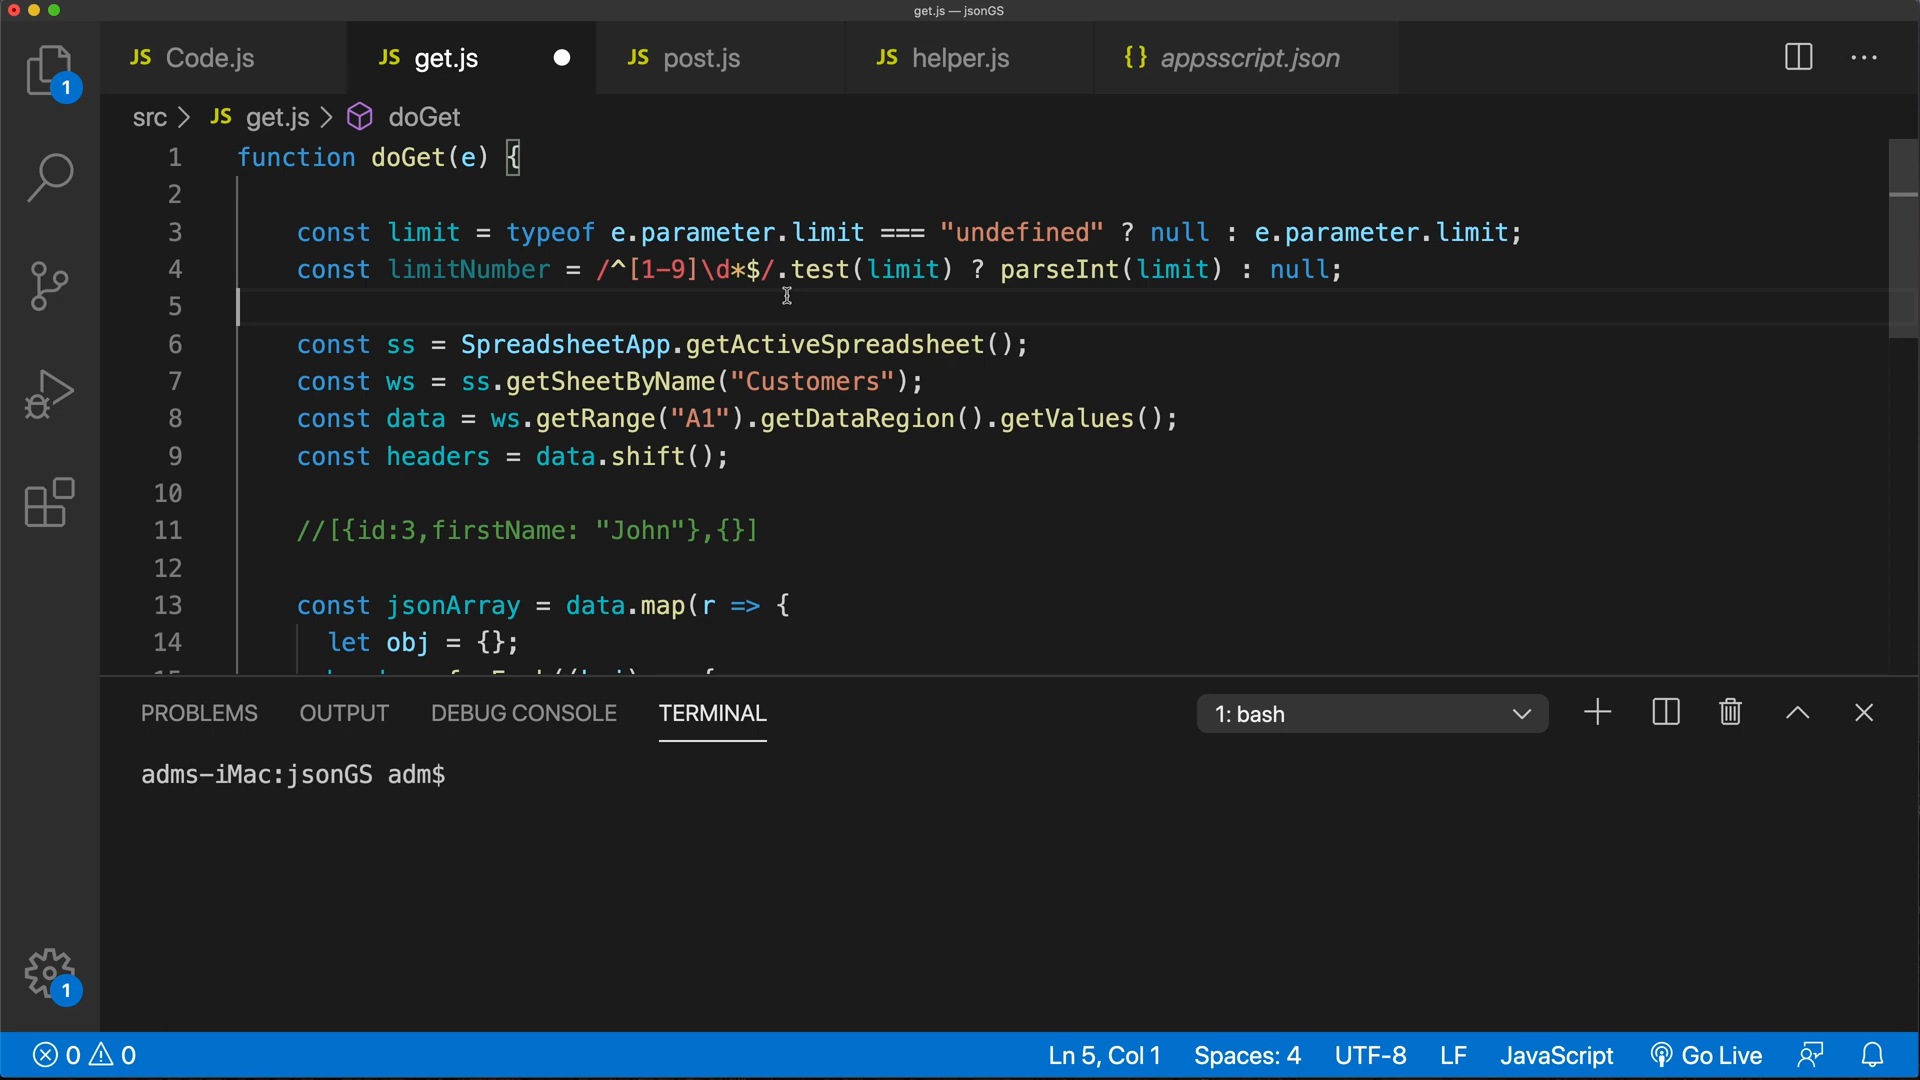 get.js — jsonGS
JS Code.js
JS get.js
JS post.js
JS helper.js
{} appsscript.json
1
src > JS get.js > doGet
1 function doGet(e) {
2
3 const limit = typeof e.parameter.limit === "undefined" ? null : e.parameter.limit;
4 const limitNumber = /^[1-9]\d*$/.test(limit) ? parseInt(limit) : null;
5
6 const ss = SpreadsheetApp.getActiveSpreadsheet();
7 const ws = ss.getSheetByName("Customers");
8 const data = ws.getRange("A1").getDataRegion().getValues();
9 const headers = data.shift();
10
11 //[{id:3,firstName: "John"},{}]
12
13 const jsonArray = data.map(r => {
14 let obj = {};
PROBLEMS OUTPUT DEBUG CONSOLE TERMINAL
1: bash
adms-iMac:jsonGS adm$
1
0 0 Ln 5, Col 1 Spaces: 4 UTF-8 LF JavaScript Go Live